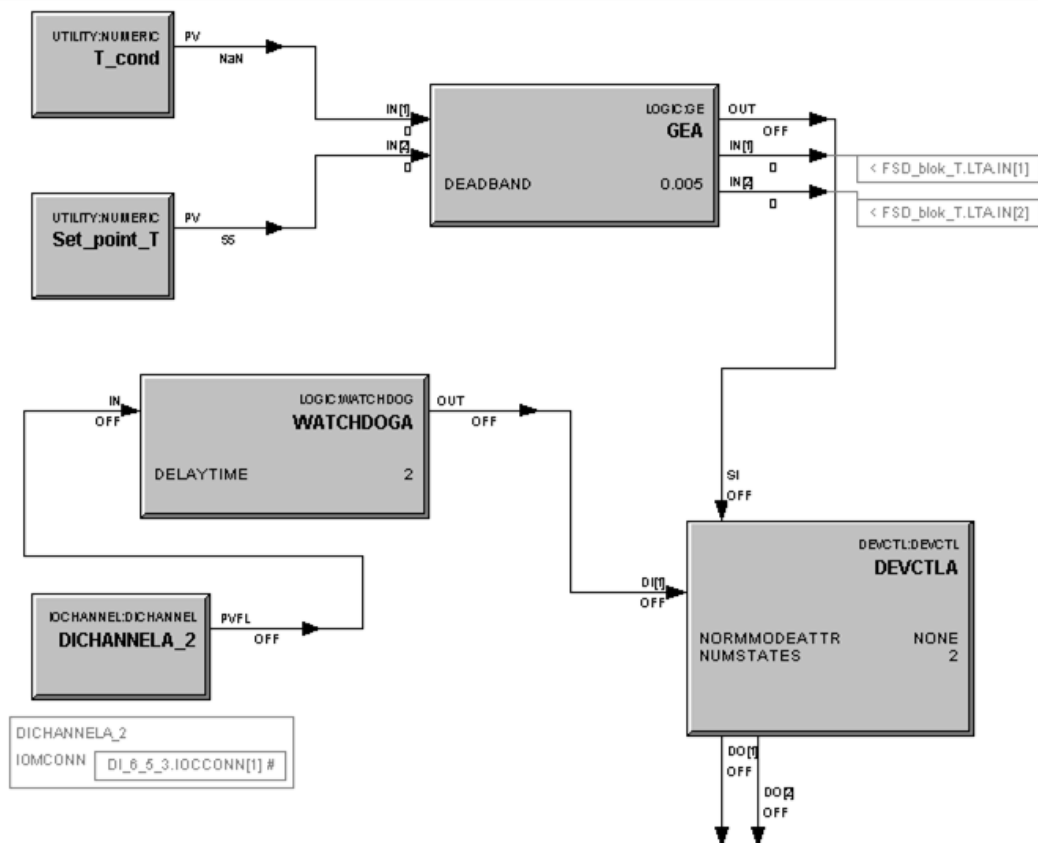 UTILITY:NUMERIC
T_cond
PV
NaN
LOGIC:GE
GEA
DEADBAND 0.005
IN[1]
0
IN[2]
0
OUT
OFF
IN[1]
0
IN[2]
0
< FSD_blok_T.LTA.IN[1]
< FSD_blok_T.LTA.IN[2]
UTILITY:NUMERIC
Set_point_T
PV
55
LOGIC:WATCHDOG
WATCHDOGA
DELAYTIME 2
IN
OFF
OUT
OFF
SI
OFF
DEVCTL:DEVCTL
DEVCTLA
NORMMODEATTR NONE
NUMSTATES 2
DI[1]
OFF
IOCHANNEL:DICHANNEL
DICHANNELA_2
PVFL
OFF
DICHANNELA_2
IOMCONN DI_6_5_3.IOCCONN[1] #
DO[1]
OFF
DO[2]
OFF